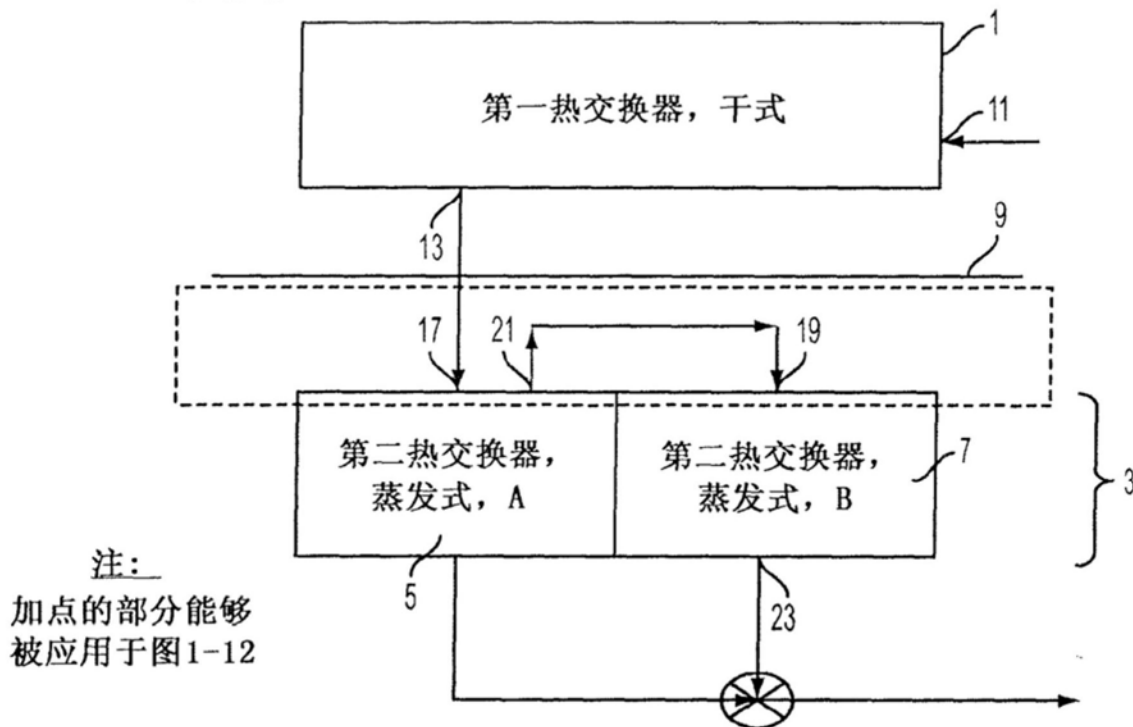 1
第一热交换器，干式
11
13
9
17
21
19
第二热交换器，
蒸发式，A
第二热交换器，
蒸发式，B
7
3
5
23
注：
加点的部分能够
被应用于图1-12